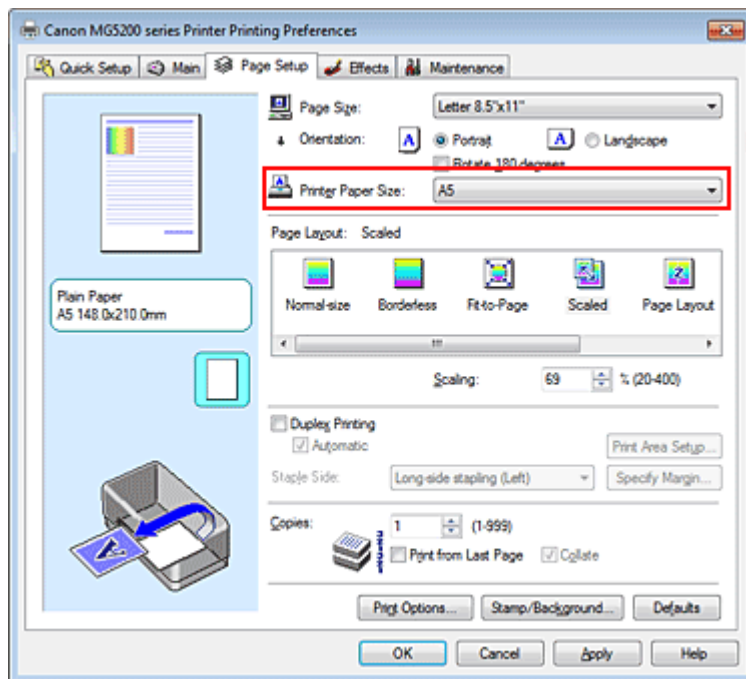 Canon MG5200 series Printer Printing Preferences
Quick Setup Main Page Setup Effects Maintenance
Page Size: Letter 8.5"x11"
Orientation: A Portrait A Landscape
Rotate 180 degrees
Printer Paper Size: A5
Page Layout: Scaled
Normal-size Borderless Fit-to-Page Scaled Page Layout
Plain Paper
A5 148.0x210.0mm
Scaling: 69 % (20-400)
Duplex Printing
Automatic
Print Area Setup...
Staple Side: Long-side stapling (Left) Specify Margin...
Copies: 1 (1-999)
Print from Last Page Collate
Print Options... Stamp/Background... Defaults
OK Cancel Apply Help